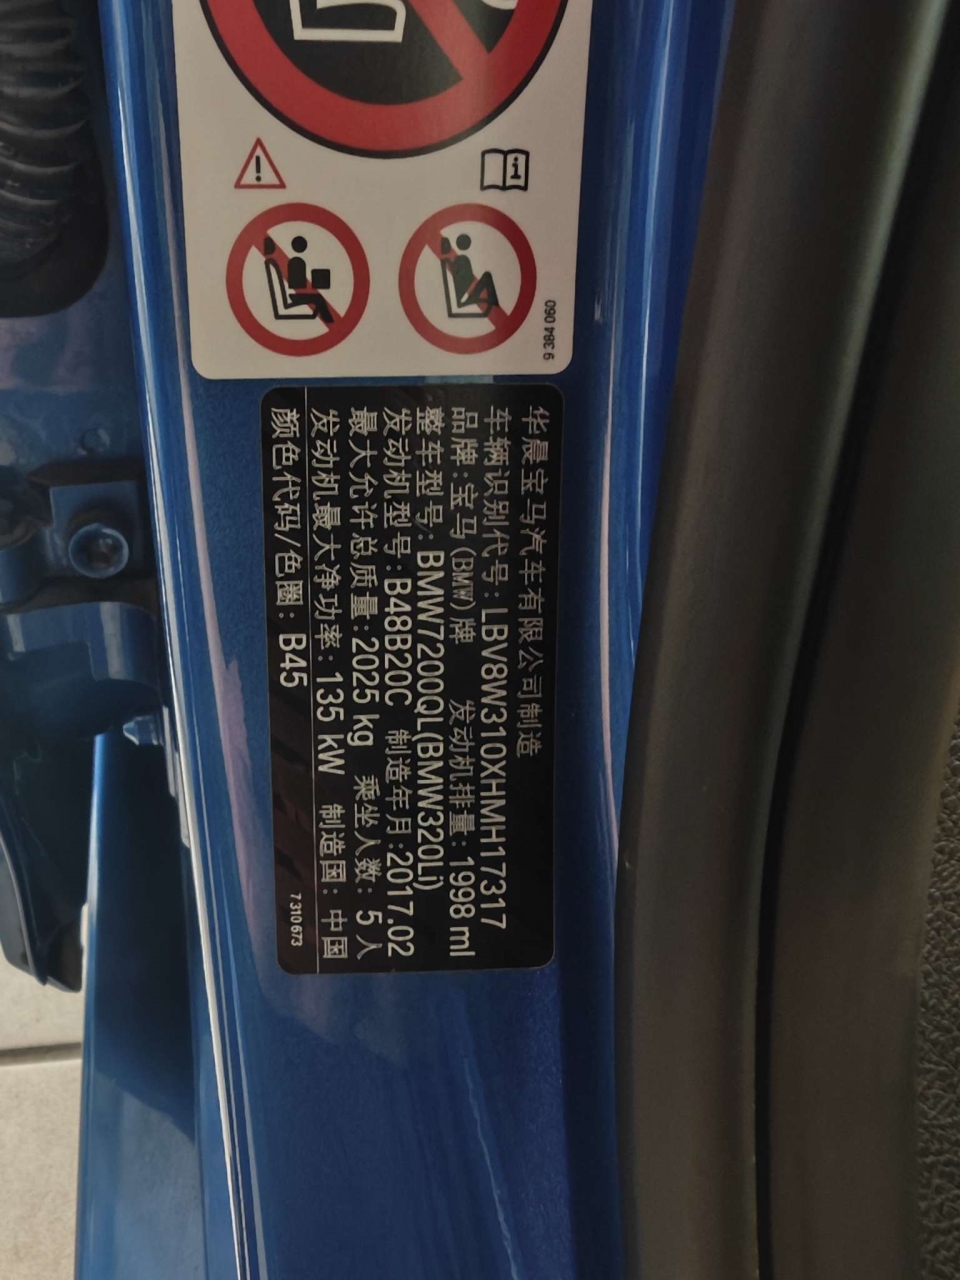 9 384 060
华晨宝马汽车有限公司制造
车辆识别代号: LBV8W310XHMH17317
品牌:宝马(BMW)牌 发动机排量:1998 ml
整车型号: BMW7200QL(BMW320Li)
发动机型号:B48B20C 制造年月:2017.02
最大允许总质量:2025 kg 乘坐人数: 5 人
发动机最大净功率: 135 kW 制造国: 中国
颜色代码/色圈: B45 7 310 673